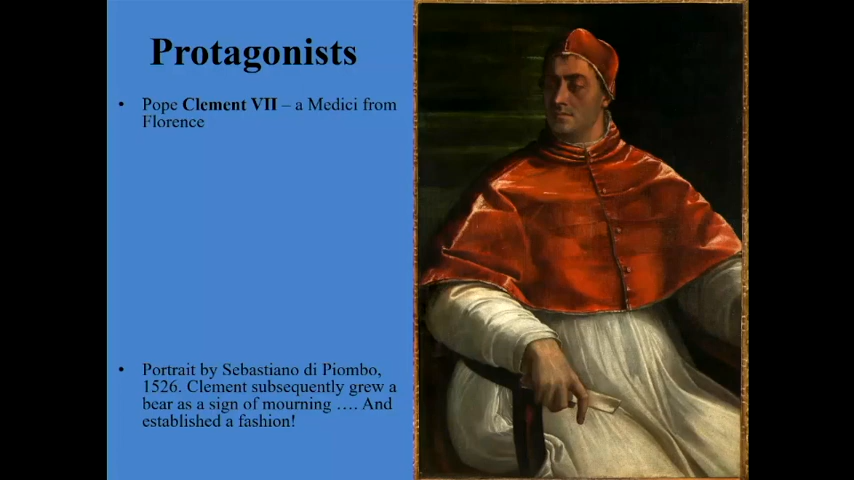 Protagonists
• Pope Clement VII – a Medici from
Florence
• Portrait by Sebastiano di Piombo,
1526. Clement subsequently grew a
bear as a sign of mourning …. And
established a fashion!